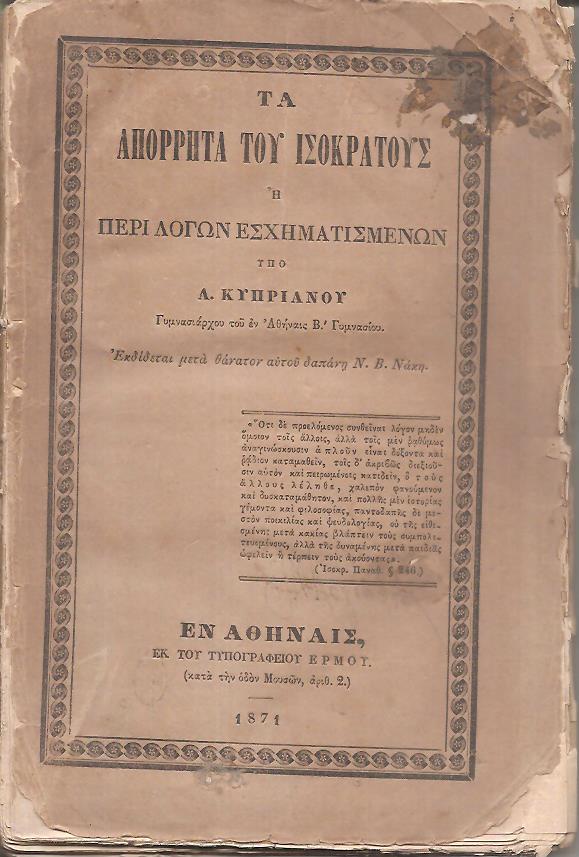 ΤΑ
ΑΠΟΡΡΗΤΑ ΤΟΥ ΙΣΟΚΡΑΤΟΥΣ
Ἢ
ΠΕΡΙ ΛΟΓΩΝ ΕΣΧΗΜΑΤΙΣΜΕΝΩΝ
ΥΠΟ
Α. ΚΥΠΡΙΑΝΟΥ
Γυμνασιάρχου τοῦ ἐν Ἀθήναις Β.' Γυμνασίου.
Ἐκδίδεται μετὰ θάνατον αὐτοῦ δαπάνῃ Ν. Β. Νάκη.
«Ὅτι δὲ προελόμενος συνθεῖναι λόγον μηδὲν
ὅμοιον τοῖς ἄλλοις, ἀλλὰ τοῖς μὲν ῥαθύμως
ἀναγινώσκουσιν ἁπλοῦν εἶναι δόξοντα καὶ
ῥᾴδιον καταμαθεῖν, τοῖς δ' ἀκριβῶς διεξιοῦ-
σιν αὐτὸν καὶ πειρωμένοις κατιδεῖν, ὃ τοὺς
ἄλλους λέληθε, χαλεπὸν φανούμενον
καὶ δυσκαταμάθητον, καὶ πολλῆς μὲν ἱστορίας
γέμοντα καὶ φιλοσοφίας, παντοδαπῆς δὲ με-
στὸν ποικιλίας καὶ ψευδολογίας, οὐ τῆς εἰθι-
σμένης μετὰ κακίας βλάπτειν τοὺς συμπολι-
τευομένους, ἀλλὰ τῆς δυναμένης μετὰ παιδιᾶς
ὠφελεῖν ἢ τέρπειν τοὺς ἀκούοντας».
(Ἰσοκρ. Παναθ. § 246.)
ΕΝ ΑΘΗΝΑΙΣ,
ΕΚ ΤΟΥ ΤΥΠΟΓΡΑΦΕΙΟΥ ΕΡΜΟΥ.
(κατὰ τὴν ὁδὸν Μουσῶν, ἀριθ. 2.)
1871